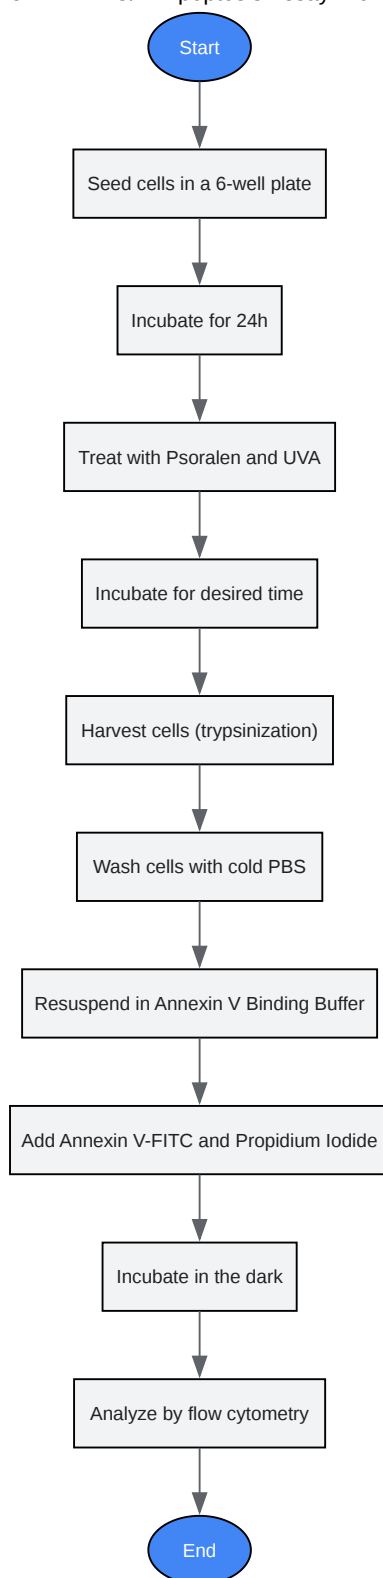 Start
Seed cells in a 6-well plate
Incubate for 24h
Treat with Psoralen and UVA
Incubate for desired time
Harvest cells (trypsinization)
Wash cells with cold PBS
Resuspend in Annexin V Binding Buffer
Add Annexin V-FITC and Propidium Iodide
Incubate in the dark
Analyze by flow cytometry
End